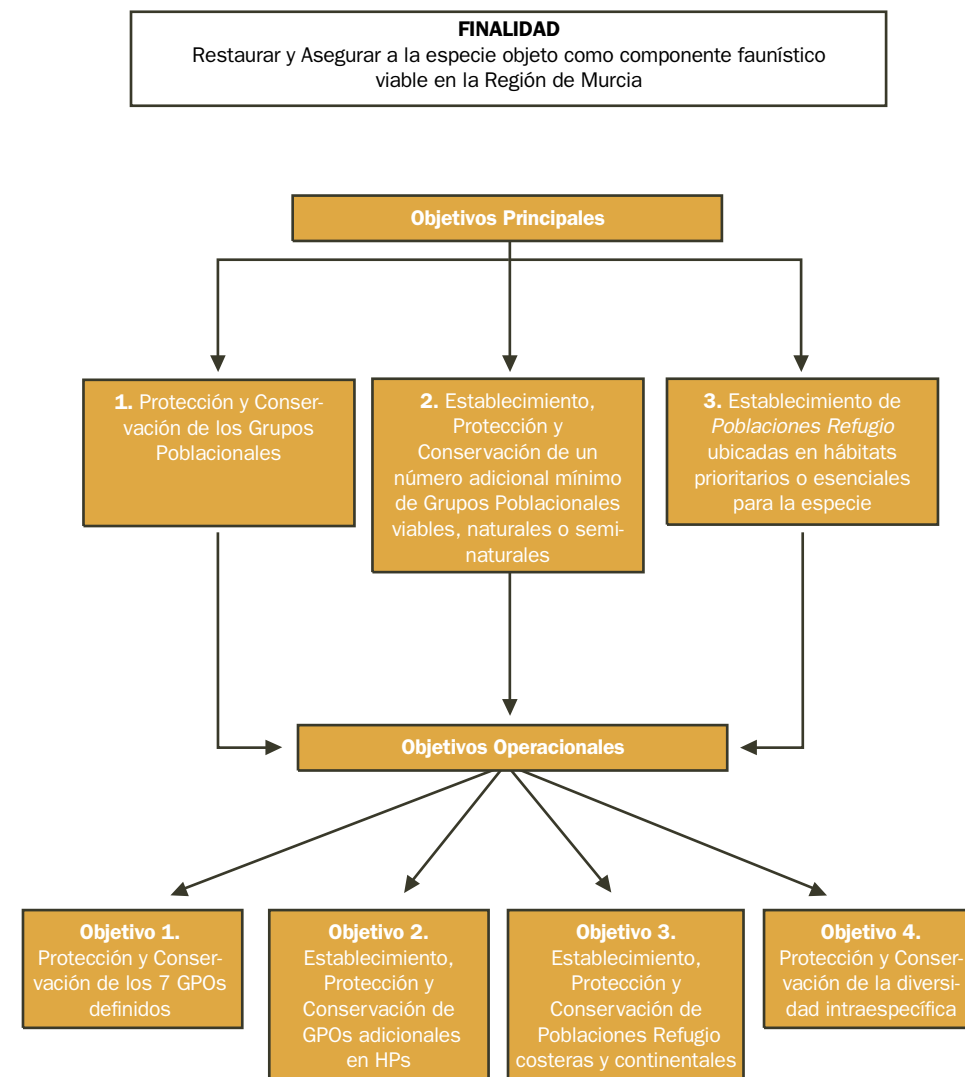 FINALIDAD
Restaurar y Asegurar a la especie objeto como componente faunístico
viable en la Región de Murcia
Objetivos Principales
1. Protección y Conser-
vación de los Grupos
Poblacionales
2. Establecimiento,
Protección y
Conservación de un
número adicional mínimo
de Grupos Poblacionales
viables, naturales o semi-
naturales
3. Establecimiento de
Poblaciones Refugio
ubicadas en hábitats
prioritarios o esenciales
para la especie
Objetivos Operacionales
Objetivo 1.
Protección y Conser-
vación de los 7 GPOs
definidos
Objetivo 2.
Establecimiento,
Protección y
Conservación de
GPOs adicionales
en HPs
Objetivo 3.
Establecimiento,
Protección y
Conservación de
Poblaciones Refugio
costeras y continentales
Objetivo 4.
Protección y Conser-
vación de la diversi-
dad intraespecífica